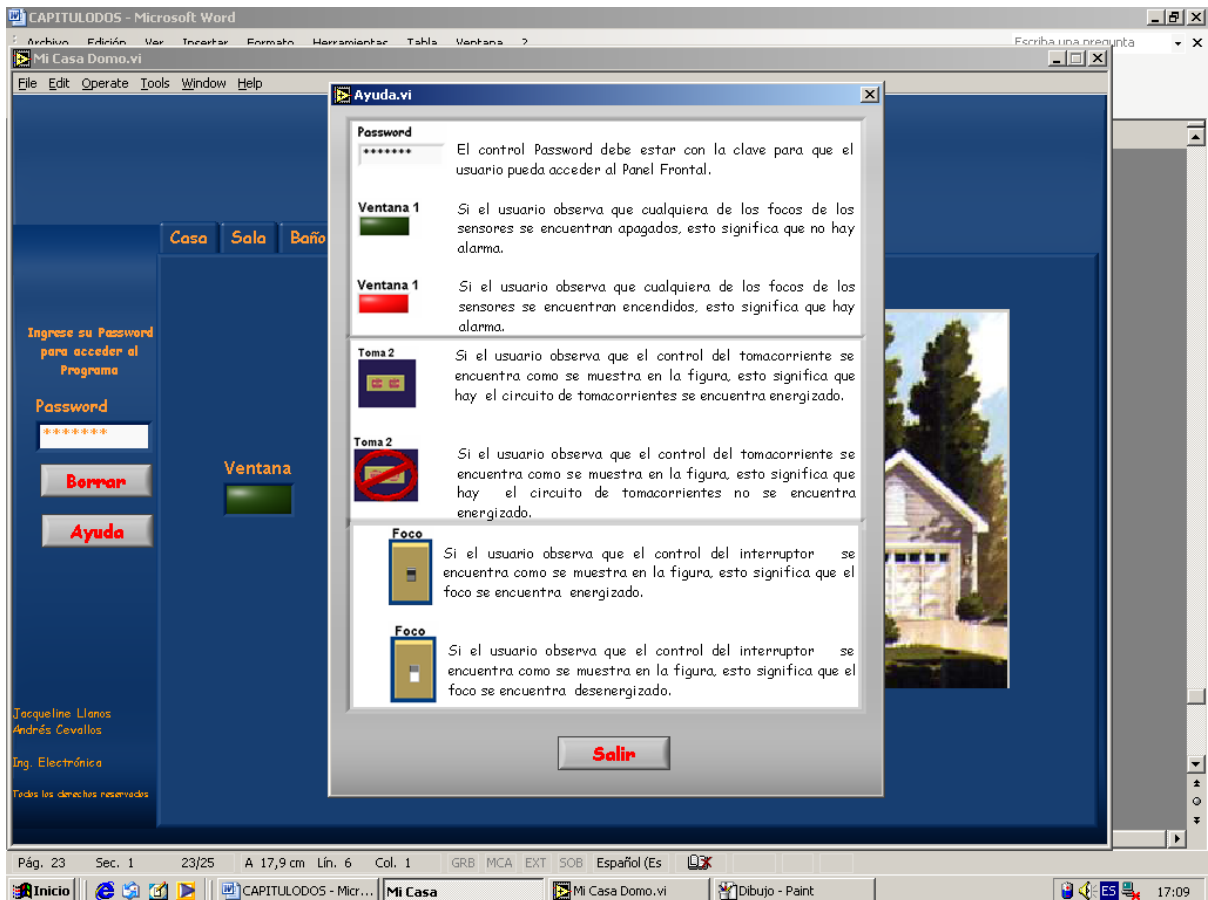 CAPITULODOS - Microsoft Word
Archivo Edición Ver Insertar Formato Herramientas Tabla Ventana ?
Escriba una pregunta
Mi Casa Domo.vi
File Edit Operate Tools Window Help
Casa Sala Baño
Ingrese su Password
para acceder al
Programa
Password
*******
Borrar
Ayuda
Ventana
Jacqueline Llanos
Andrés Cevallos
Ing. Electrónica
Todos los derechos reservados
Ayuda.vi
Password
*******
El control Password debe estar con la clave para que el
usuario pueda acceder al Panel Frontal.
Ventana 1
Si el usuario observa que cualquiera de los focos de los
sensores se encuentran apagados, esto significa que no hay
alarma.
Ventana 1
Si el usuario observa que cualquiera de los focos de los
sensores se encuentran encendidos, esto significa que hay
alarma.
Toma 2
Si el usuario observa que el control del tomacorriente se
encuentra como se muestra en la figura, esto significa que
hay el circuito de tomacorrientes se encuentra energizado.
Toma 2
Si el usuario observa que el control del tomacorriente se
encuentra como se muestra en la figura, esto significa que
hay el circuito de tomacorrientes no se encuentra
energizado.
Foco
Si el usuario observa que el control del interruptor se
encuentra como se muestra en la figura, esto significa que el
foco se encuentra energizado.
Foco
Si el usuario observa que el control del interruptor se
encuentra como se muestra en la figura, esto significa que el
foco se encuentra desenergizado.
Salir
Pág. 23 Sec. 1 23/25 A 17,9 cm Lín. 6 Col. 1 GRB MCA EXT SOB Español (Es
Inicio CAPITULODOS - Micr... Mi Casa Mi Casa Domo.vi Dibujo - Paint ES 17:09